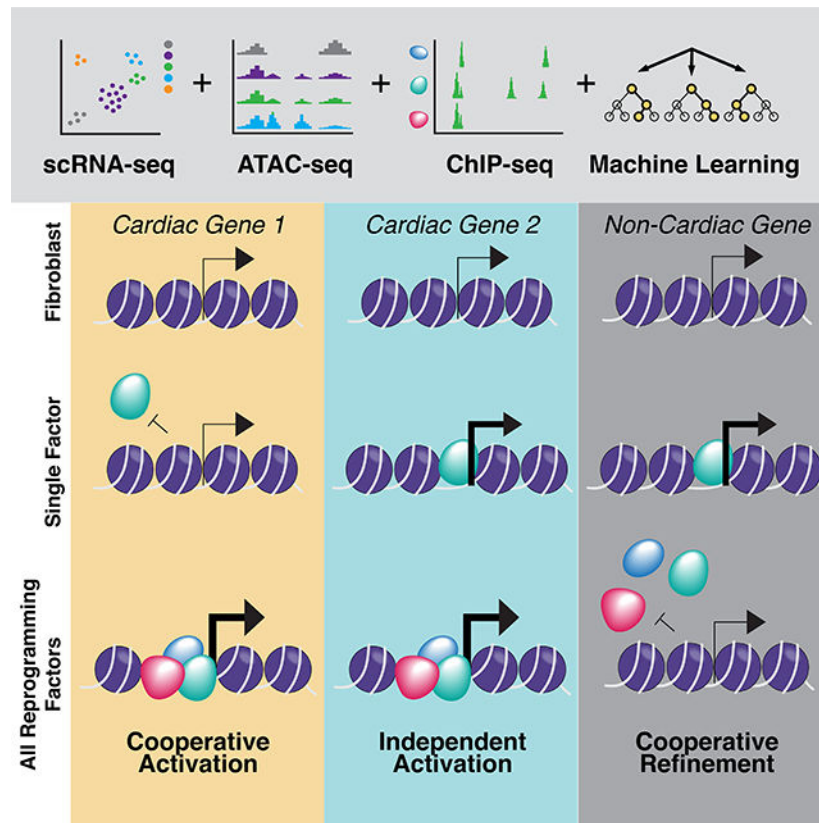 + + +
scRNA-seq ATAC-seq ChIP-seq Machine Learning
Cardiac Gene 1 Cardiac Gene 2 Non-Cardiac Gene
Fibroblast
Single Factor
All Reprogramming
Factors
Cooperative
Activation
Independent
Activation
Cooperative
Refinement